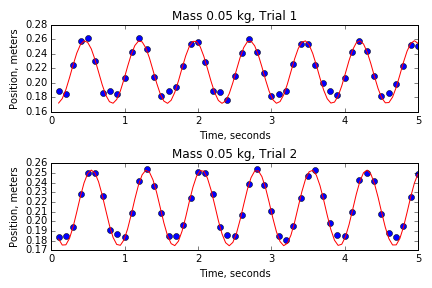 Mass 0.05 kg, Trial 1
0.28
0.26
0.24
0.22
0.20
0.18
0.16
Position, meters
0 1 2 3 4 5
Time, seconds
Mass 0.05 kg, Trial 2
0.26
0.25
0.24
0.23
0.22
0.21
0.20
0.19
0.18
0.17
Position, meters
0 1 2 3 4 5
Time, seconds